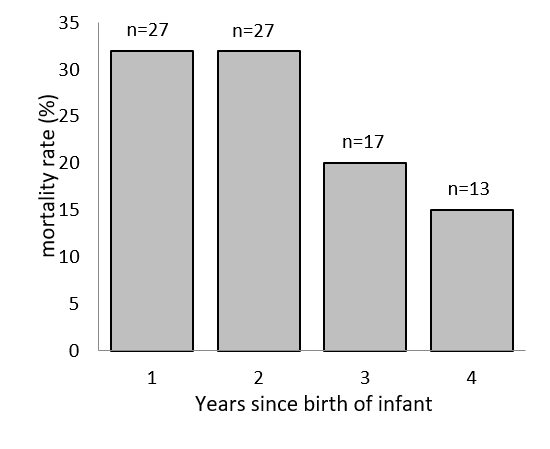 35
30
25
20
15
10
5
0
mortality rate (%)
n=27
n=27
n=17
n=13
1 2 3 4
Years since birth of infant